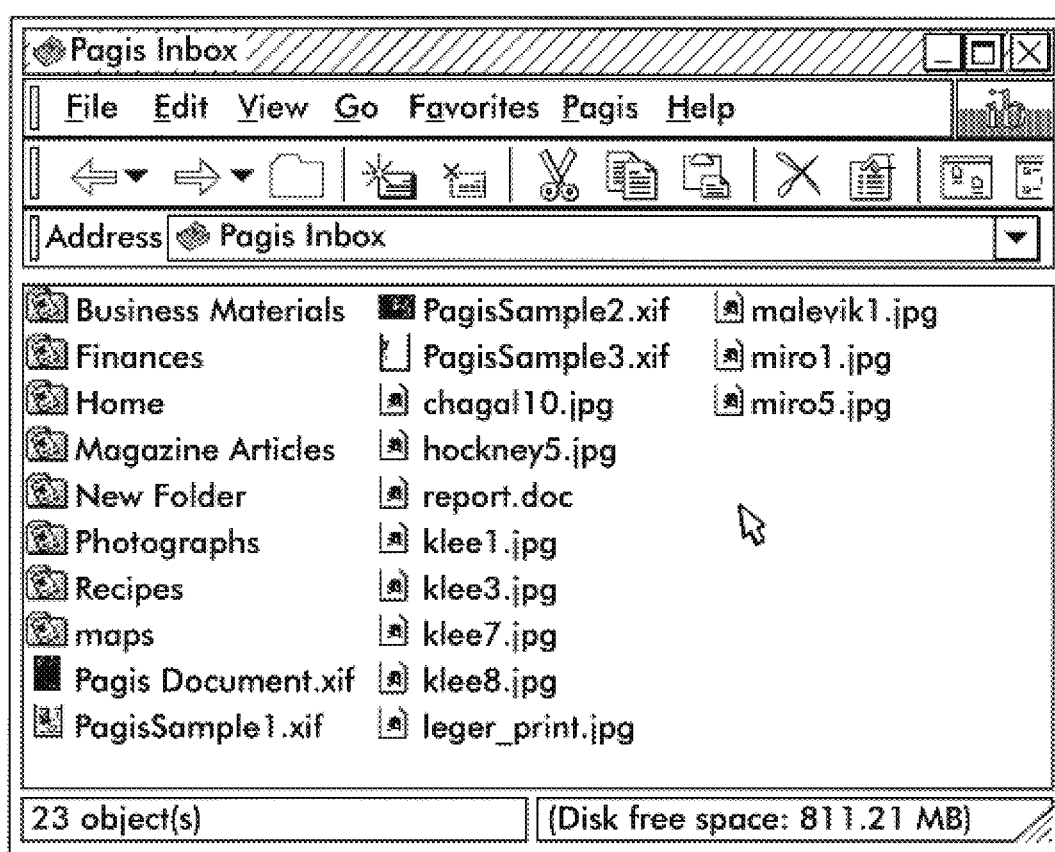 Pagis Inbox
File Edit View Go Favorites Pagis Help
Address Pagis Inbox
Business Materials
Finances
Home
Magazine Articles
New Folder
Photographs
Recipes
maps
Pagis Document.xif
PagisSample1.xif
PagisSample2.xif
PagisSample3.xif
chagal10.jpg
hockney5.jpg
report.doc
klee1.jpg
klee3.jpg
klee7.jpg
klee8.jpg
leger_print.jpg
malevik1.jpg
miro1.jpg
miro5.jpg
23 object(s) (Disk free space: 811.21 MB)